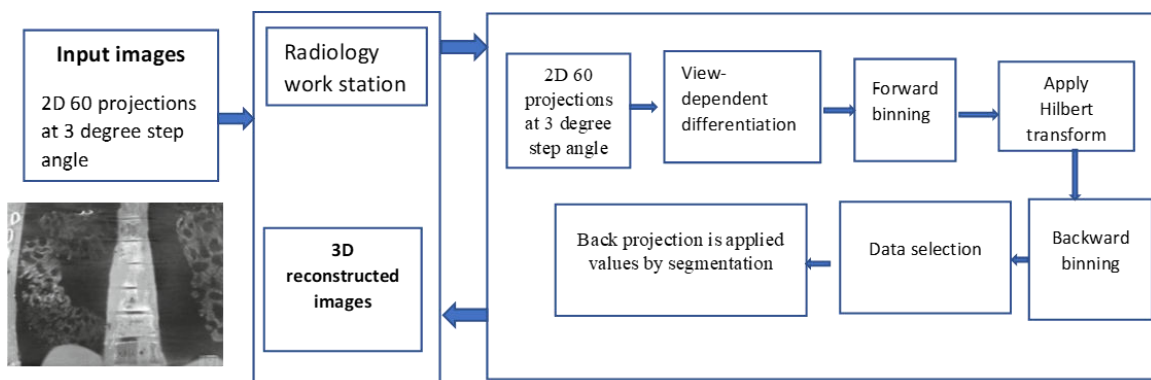 Input images
2D 60 projections
at 3 degree step
angle
Radiology
work station
3D
reconstructed
images
2D 60
projections
at 3 degree
step angle
View-
dependent
differentiation
Forward
binning
Apply
Hilbert
transform
Backward
binning
Data selection
Back projection is applied
values by segmentation